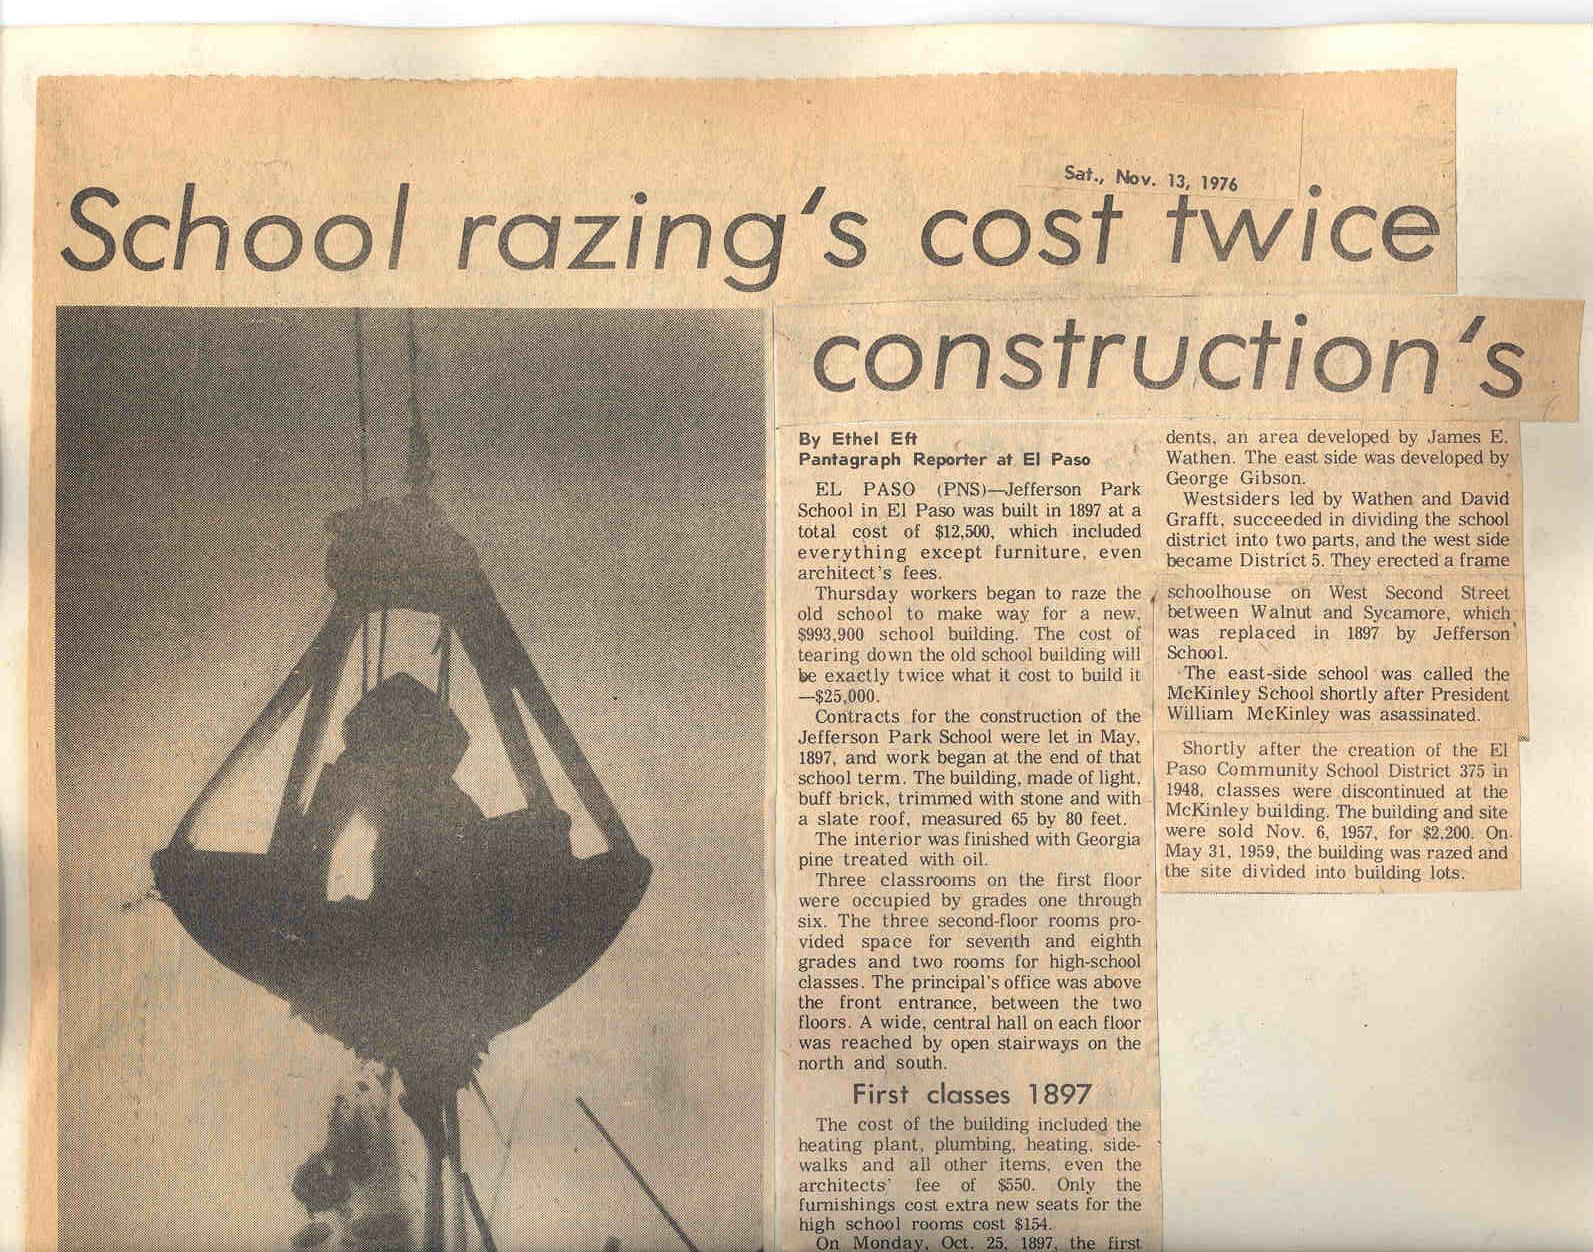 Sat., Nov. 13, 1976
School razing's cost twice
construction's
By Ethel Eft
Pantagraph Reporter at El Paso
EL PASO (PNS)—Jefferson Park
School in El Paso was built in 1897 at a
total cost of $12,500, which included
everything except furniture, even
architect's fees.
Thursday workers began to raze the
old school to make way for a new,
$993,900 school building. The cost of
tearing down the old school building will
be exactly twice what it cost to build it
—$25,000.
Contracts for the construction of the
Jefferson Park School were let in May,
1897, and work began at the end of that
school term. The building, made of light,
buff brick, trimmed with stone and with
a slate roof, measured 65 by 80 feet.
The interior was finished with Georgia
pine treated with oil.
Three classrooms on the first floor
were occupied by grades one through
six. The three second-floor rooms pro-
vided space for seventh and eighth
grades and two rooms for high-school
classes. The principal's office was above
the front entrance, between the two
floors. A wide, central hall on each floor
was reached by open stairways on the
north and south.
First classes 1897
The cost of the building included the
heating plant, plumbing, heating, side-
walks and all other items, even the
architects' fee of $550. Only the
furnishings cost extra new seats for the
high school rooms cost $154.
On Monday, Oct. 25, 1897, the first
dents, an area developed by James E.
Wathen. The east side was developed by
George Gibson.
Westsiders led by Wathen and David
Grafft, succeeded in dividing the school
district into two parts, and the west side
became District 5. They erected a frame
schoolhouse on West Second Street
between Walnut and Sycamore, which
was replaced in 1897 by Jefferson
School.
The east-side school was called the
McKinley School shortly after President
William McKinley was asassinated.
Shortly after the creation of the El
Paso Community School District 375 in
1948, classes were discontinued at the
McKinley building. The building and site
were sold Nov. 6, 1957, for $2,200. On
May 31, 1959, the building was razed and
the site divided into building lots.